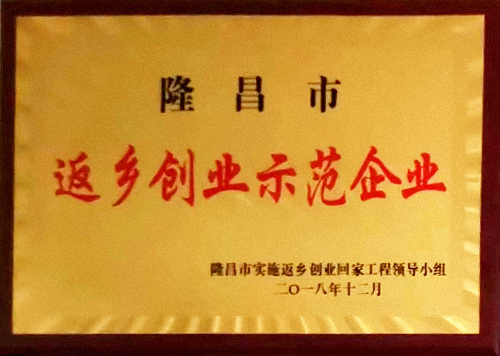 隆昌市
返乡创业示范企业
隆昌市实施返乡创业回家工程领导小组
二〇一八年十二月